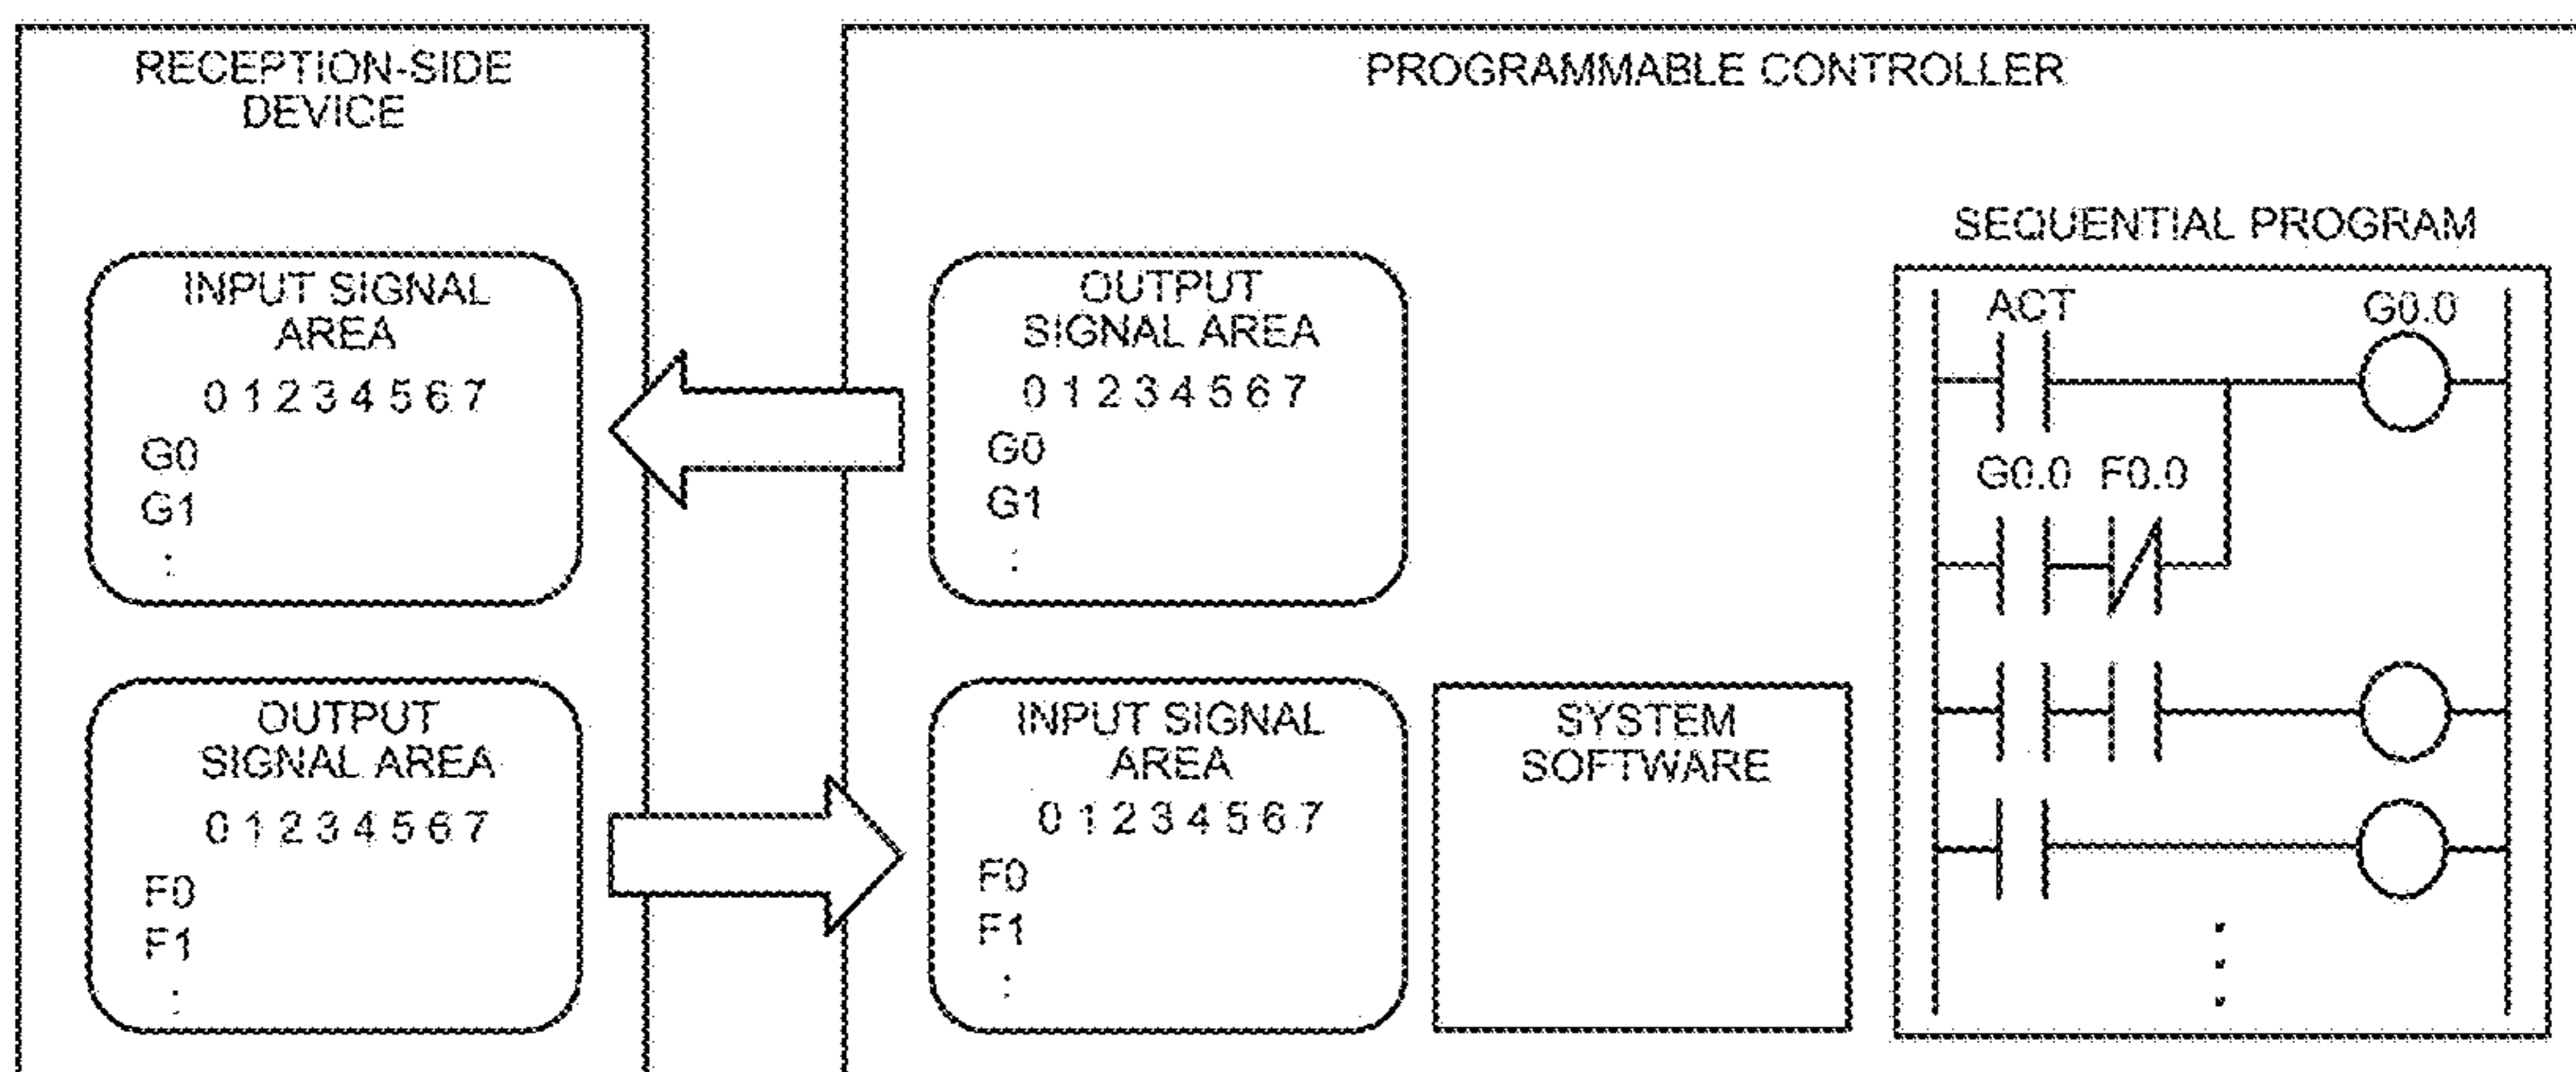 RECEPTION-SIDE
DEVICE
INPUT SIGNAL
AREA
0 1 2 3 4 5 6 7
G0
G1
:
OUTPUT
SIGNAL AREA
0 1 2 3 4 5 6 7
F0
F1
:
PROGRAMMABLE CONTROLLER
OUTPUT
SIGNAL AREA
0 1 2 3 4 5 6 7
G0
G1
:
INPUT SIGNAL
AREA
0 1 2 3 4 5 6 7
F0
F1
:
SYSTEM
SOFTWARE
SEQUENTIAL PROGRAM
ACT G0.0
G0.0 F0.0